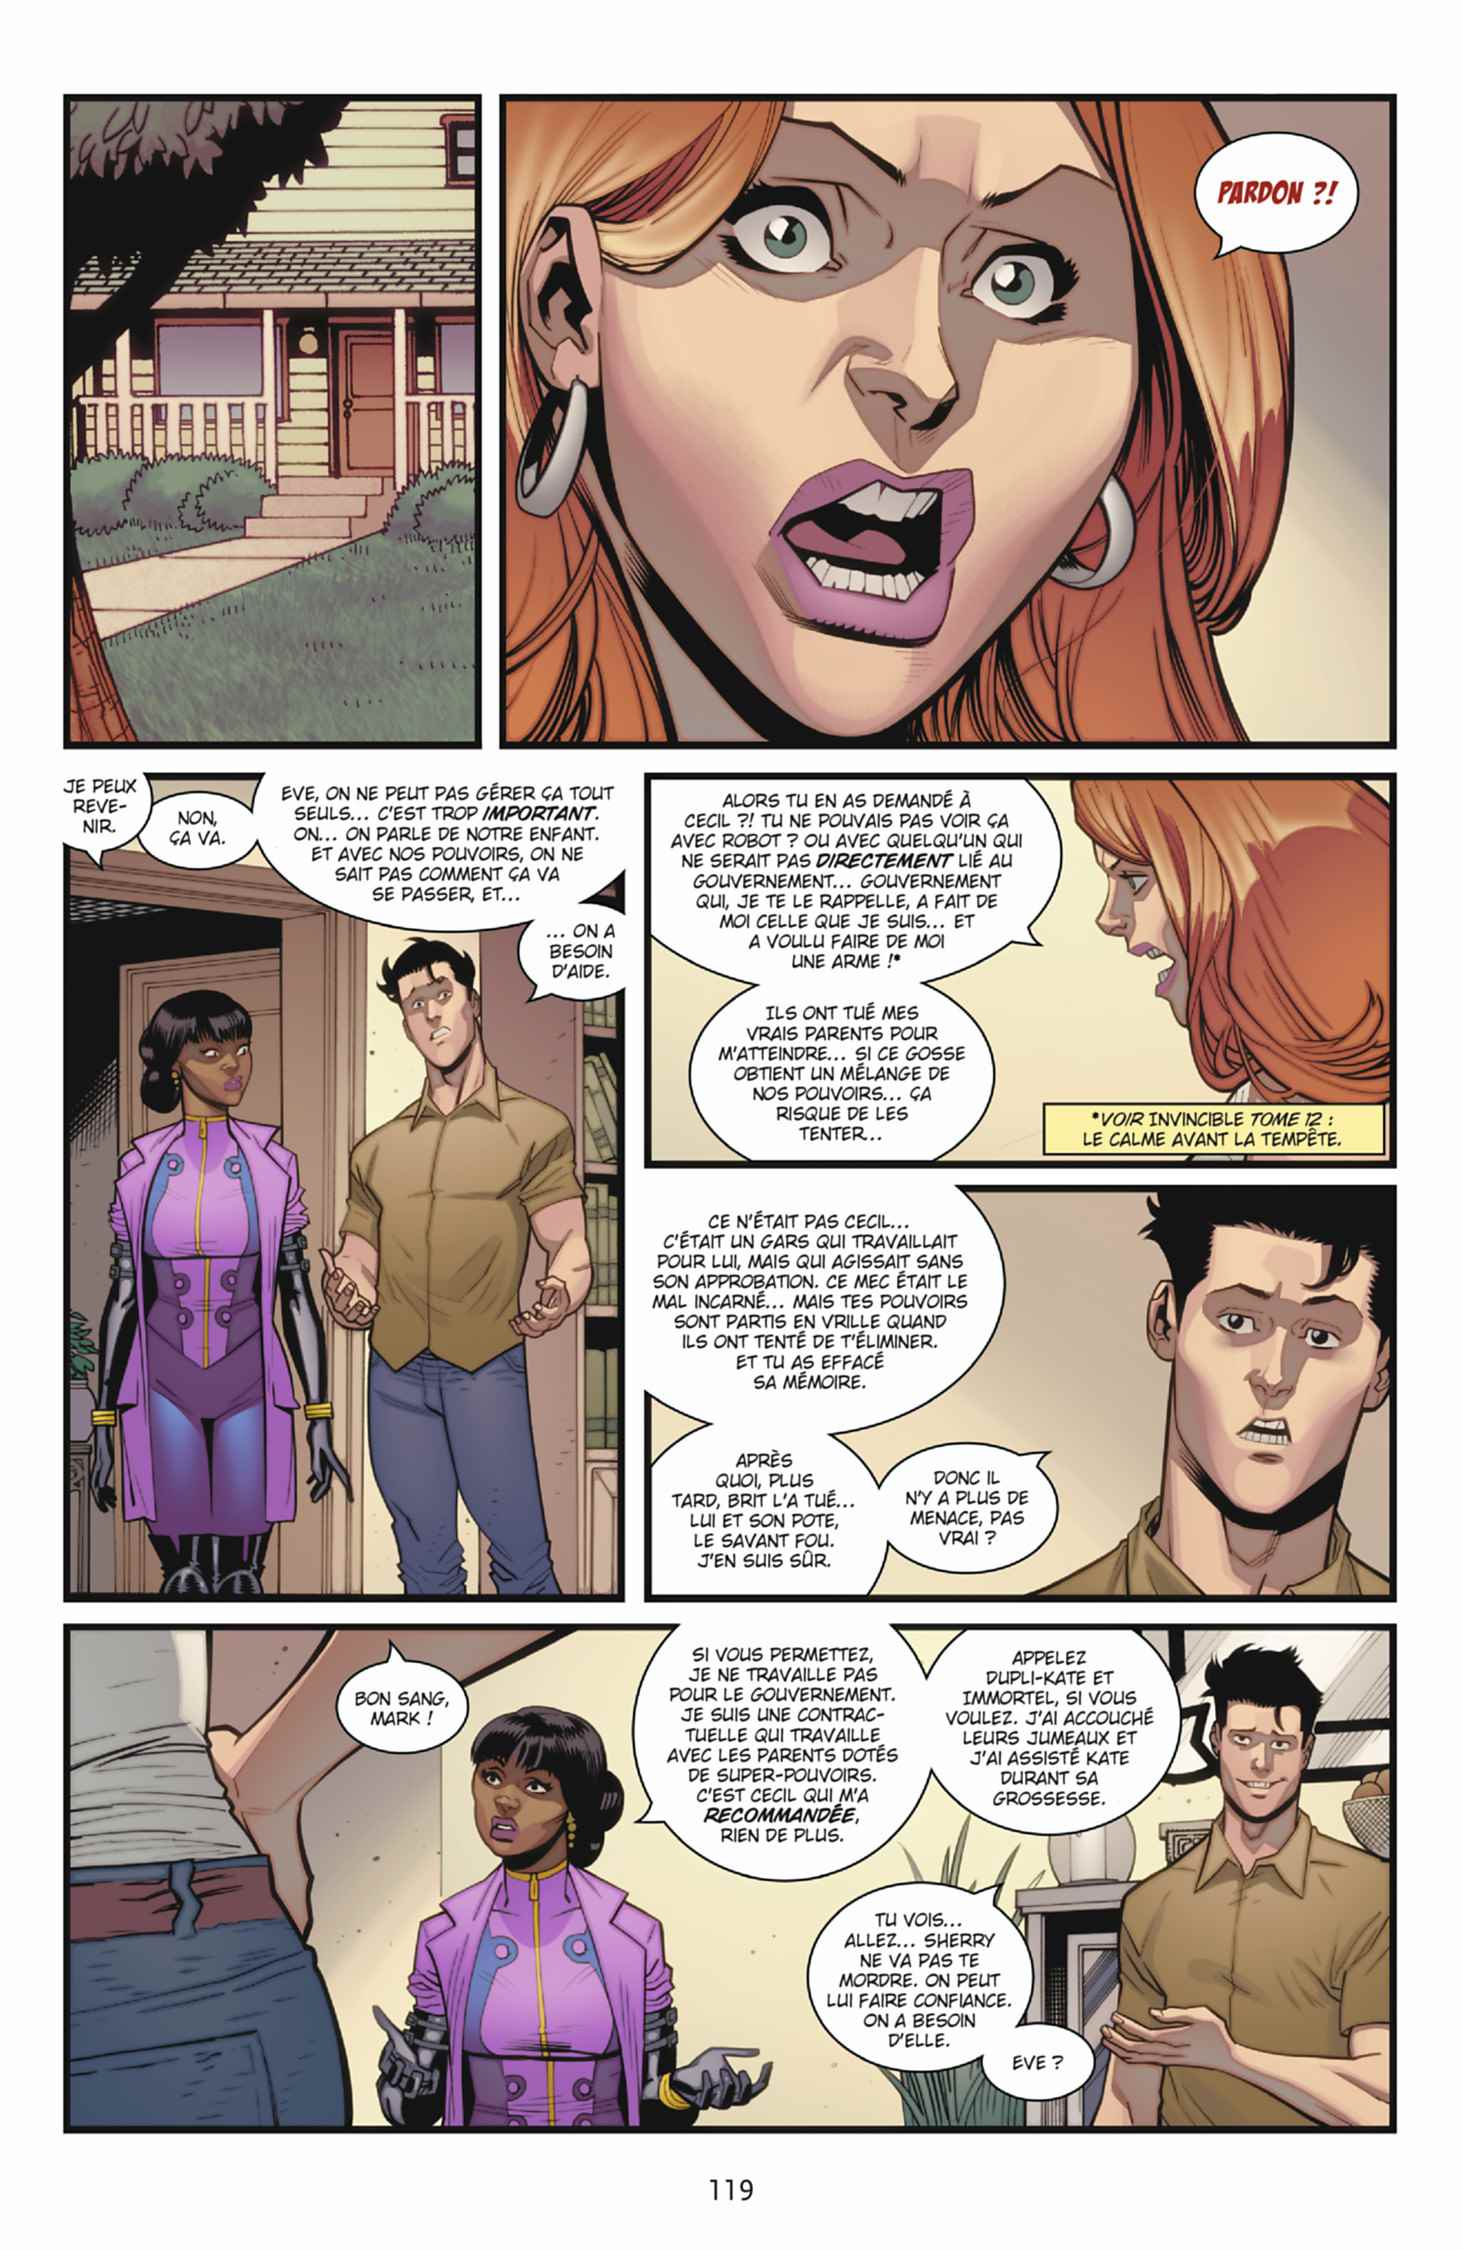 PARDON ?!
JE PEUX
REVE-
NIR.
NON,
ÇA VA.
EVE, ON NE PEUT PAS GÉRER ÇA TOUT
SEULS... C'EST TROP IMPORTANT.
ON... ON PARLE DE NOTRE ENFANT.
ET AVEC NOS POUVOIRS, ON NE
SAIT PAS COMMENT ÇA VA
SE PASSER, ET...
... ON A
BESOIN
D'AIDE.
ALORS TU EN AS DEMANDÉ À
CECIL ?! TU NE POUVAIS PAS VOIR ÇA
AVEC ROBOT ? OU AVEC QUELQU'UN QUI
NE SERAIT PAS DIRECTEMENT LIÉ AU
GOUVERNEMENT... GOUVERNEMENT
QUI, JE TE LE RAPPELLE, A FAIT DE
MOI CELLE QUE JE SUIS... ET
A VOULU FAIRE DE MOI
UNE ARME !*
ILS ONT TUÉ MES
VRAIS PARENTS POUR
M'ATTEINDRE... SI CE GOSSE
OBTIENT UN MÉLANGE DE
NOS POUVOIRS... ÇA
RISQUE DE LES
TENTER...
*VOIR INVINCIBLE TOME 12 :
LE CALME AVANT LA TEMPÊTE.
CE N'ÉTAIT PAS CECIL...
C'ÉTAIT UN GARS QUI TRAVAILLAIT
POUR LUI, MAIS QUI AGISSAIT SANS
SON APPROBATION. CE MEC ÉTAIT LE
MAL INCARNÉ... MAIS TES POUVOIRS
SONT PARTIS EN VRILLE QUAND
ILS ONT TENTÉ DE T'ÉLIMINER.
ET TU AS EFFACÉ
SA MÉMOIRE.
APRÈS
QUOI, PLUS
TARD, BRIT L'A TUÉ...
LUI ET SON POTE,
LE SAVANT FOU.
J'EN SUIS SÛR.
DONC IL
N'Y A PLUS DE
MENACE, PAS
VRAI ?
BON SANG,
MARK !
SI VOUS PERMETTEZ,
JE NE TRAVAILLE PAS
POUR LE GOUVERNEMENT.
JE SUIS UNE CONTRAC-
TUELLE QUI TRAVAILLE
AVEC LES PARENTS DOTÉS
DE SUPER-POUVOIRS.
C'EST CECIL QUI M'A
RECOMMANDÉE,
RIEN DE PLUS.
APPELEZ
DUPLI-KATE ET
IMMORTEL, SI VOUS
VOULEZ. J'AI ACCOUCHÉ
LEURS JUMEAUX ET
J'AI ASSISTÉ KATE
DURANT SA
GROSSESSE.
TU VOIS...
ALLEZ... SHERRY
NE VA PAS TE
MORDRE. ON PEUT
LUI FAIRE CONFIANCE.
ON A BESOIN
D'ELLE.
EVE ?
119